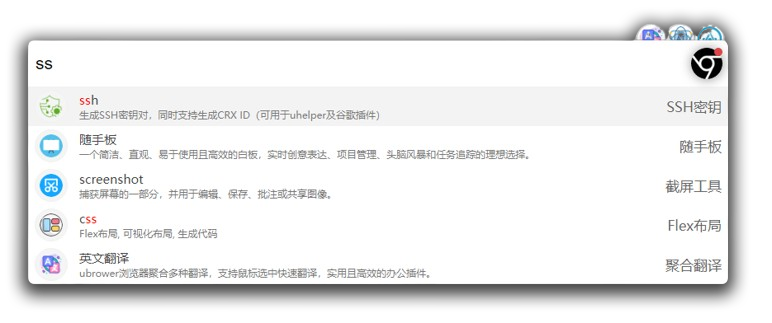 ss
ssh
生成SSH密钥对，同时支持生成CRX ID（可用于uhelper及谷歌插件）
SSH密钥
随手板
一个简洁、直观、易于使用且高效的白板，实时创意表达、项目管理、头脑风暴和任务追踪的理想选择。
随手板
screenshot
捕获屏幕的一部分，并用于编辑、保存、批注或共享图像。
截屏工具
css
Flex布局, 可视化布局, 生成代码
Flex布局
英文翻译
ubrower浏览器聚合多种翻译，支持鼠标选中快速翻译，实用且高效的办公插件。
聚合翻译